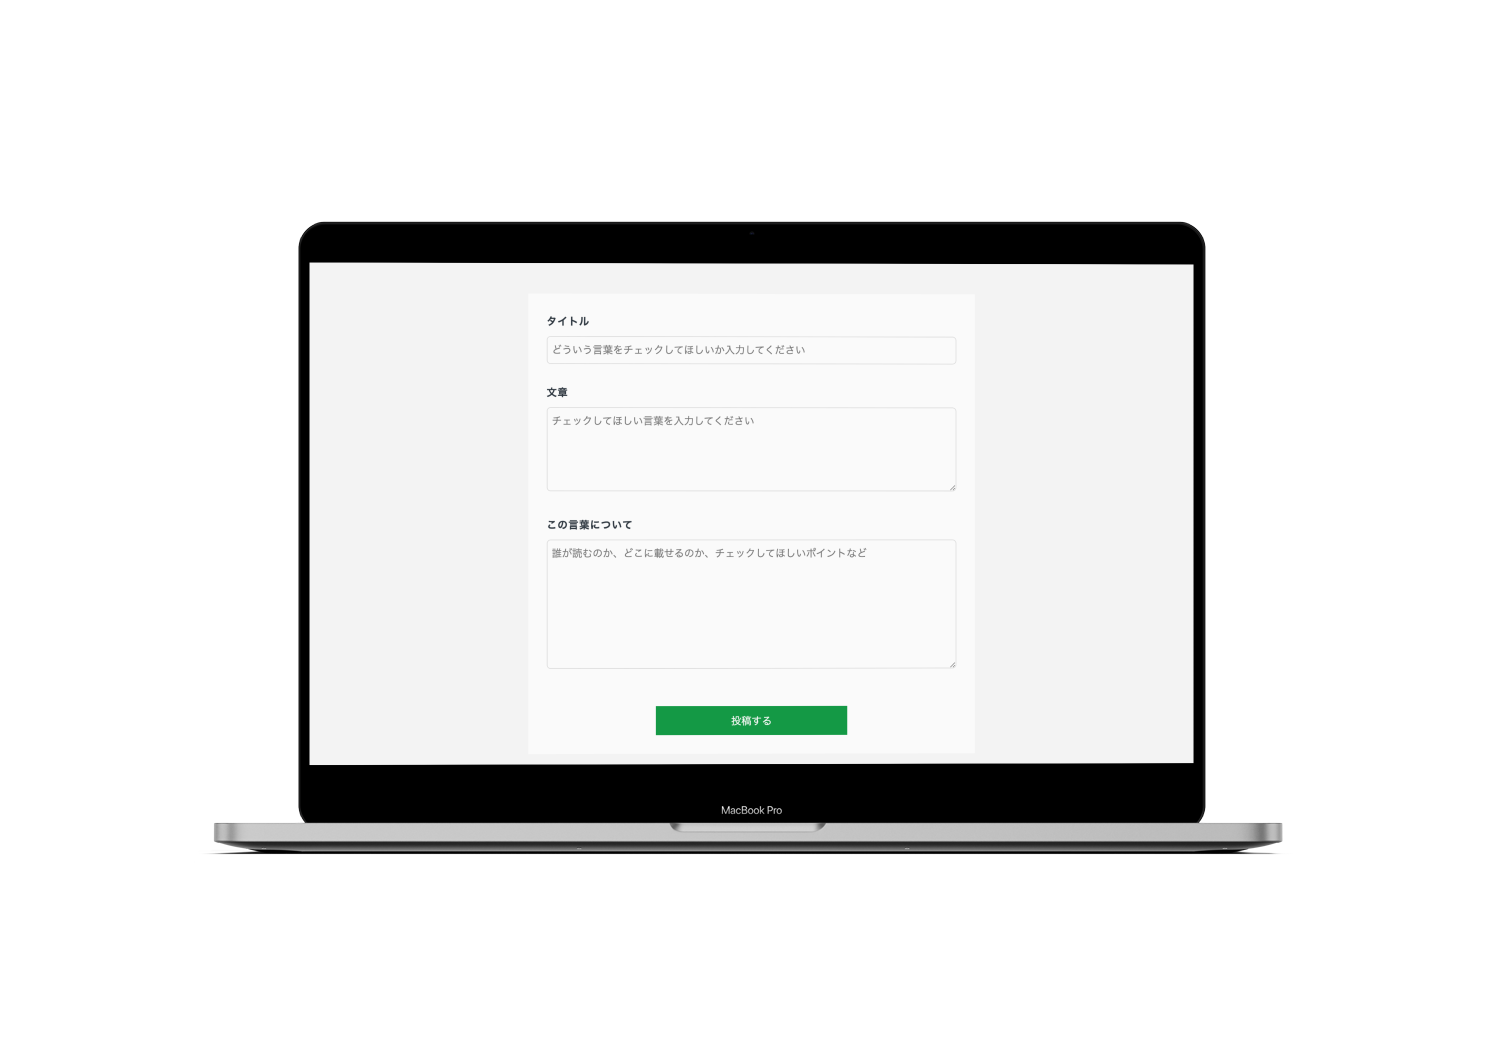 タイトル
どういう言葉をチェックしてほしいか入力してください
文章
チェックしてほしい言葉を入力してください
この言葉について
誰が読むのか、どこに載せるのか、チェックしてほしいポイントなど
投稿する
MacBook Pro